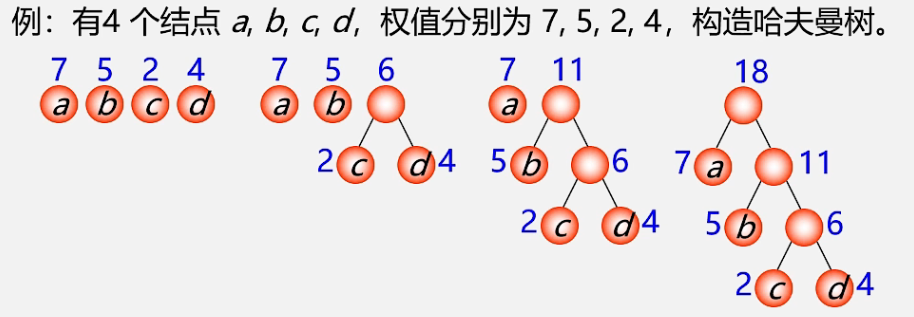 例：有4 个结点 a, b, c, d，权值分别为 7, 5, 2, 4，构造哈夫曼树。
7 5 2 4 7 5 6 7 11 18
a b c d a b a
2 c d 4 5 b 6 7 a 11
2 c d 4 5 b 6
2 c d 4